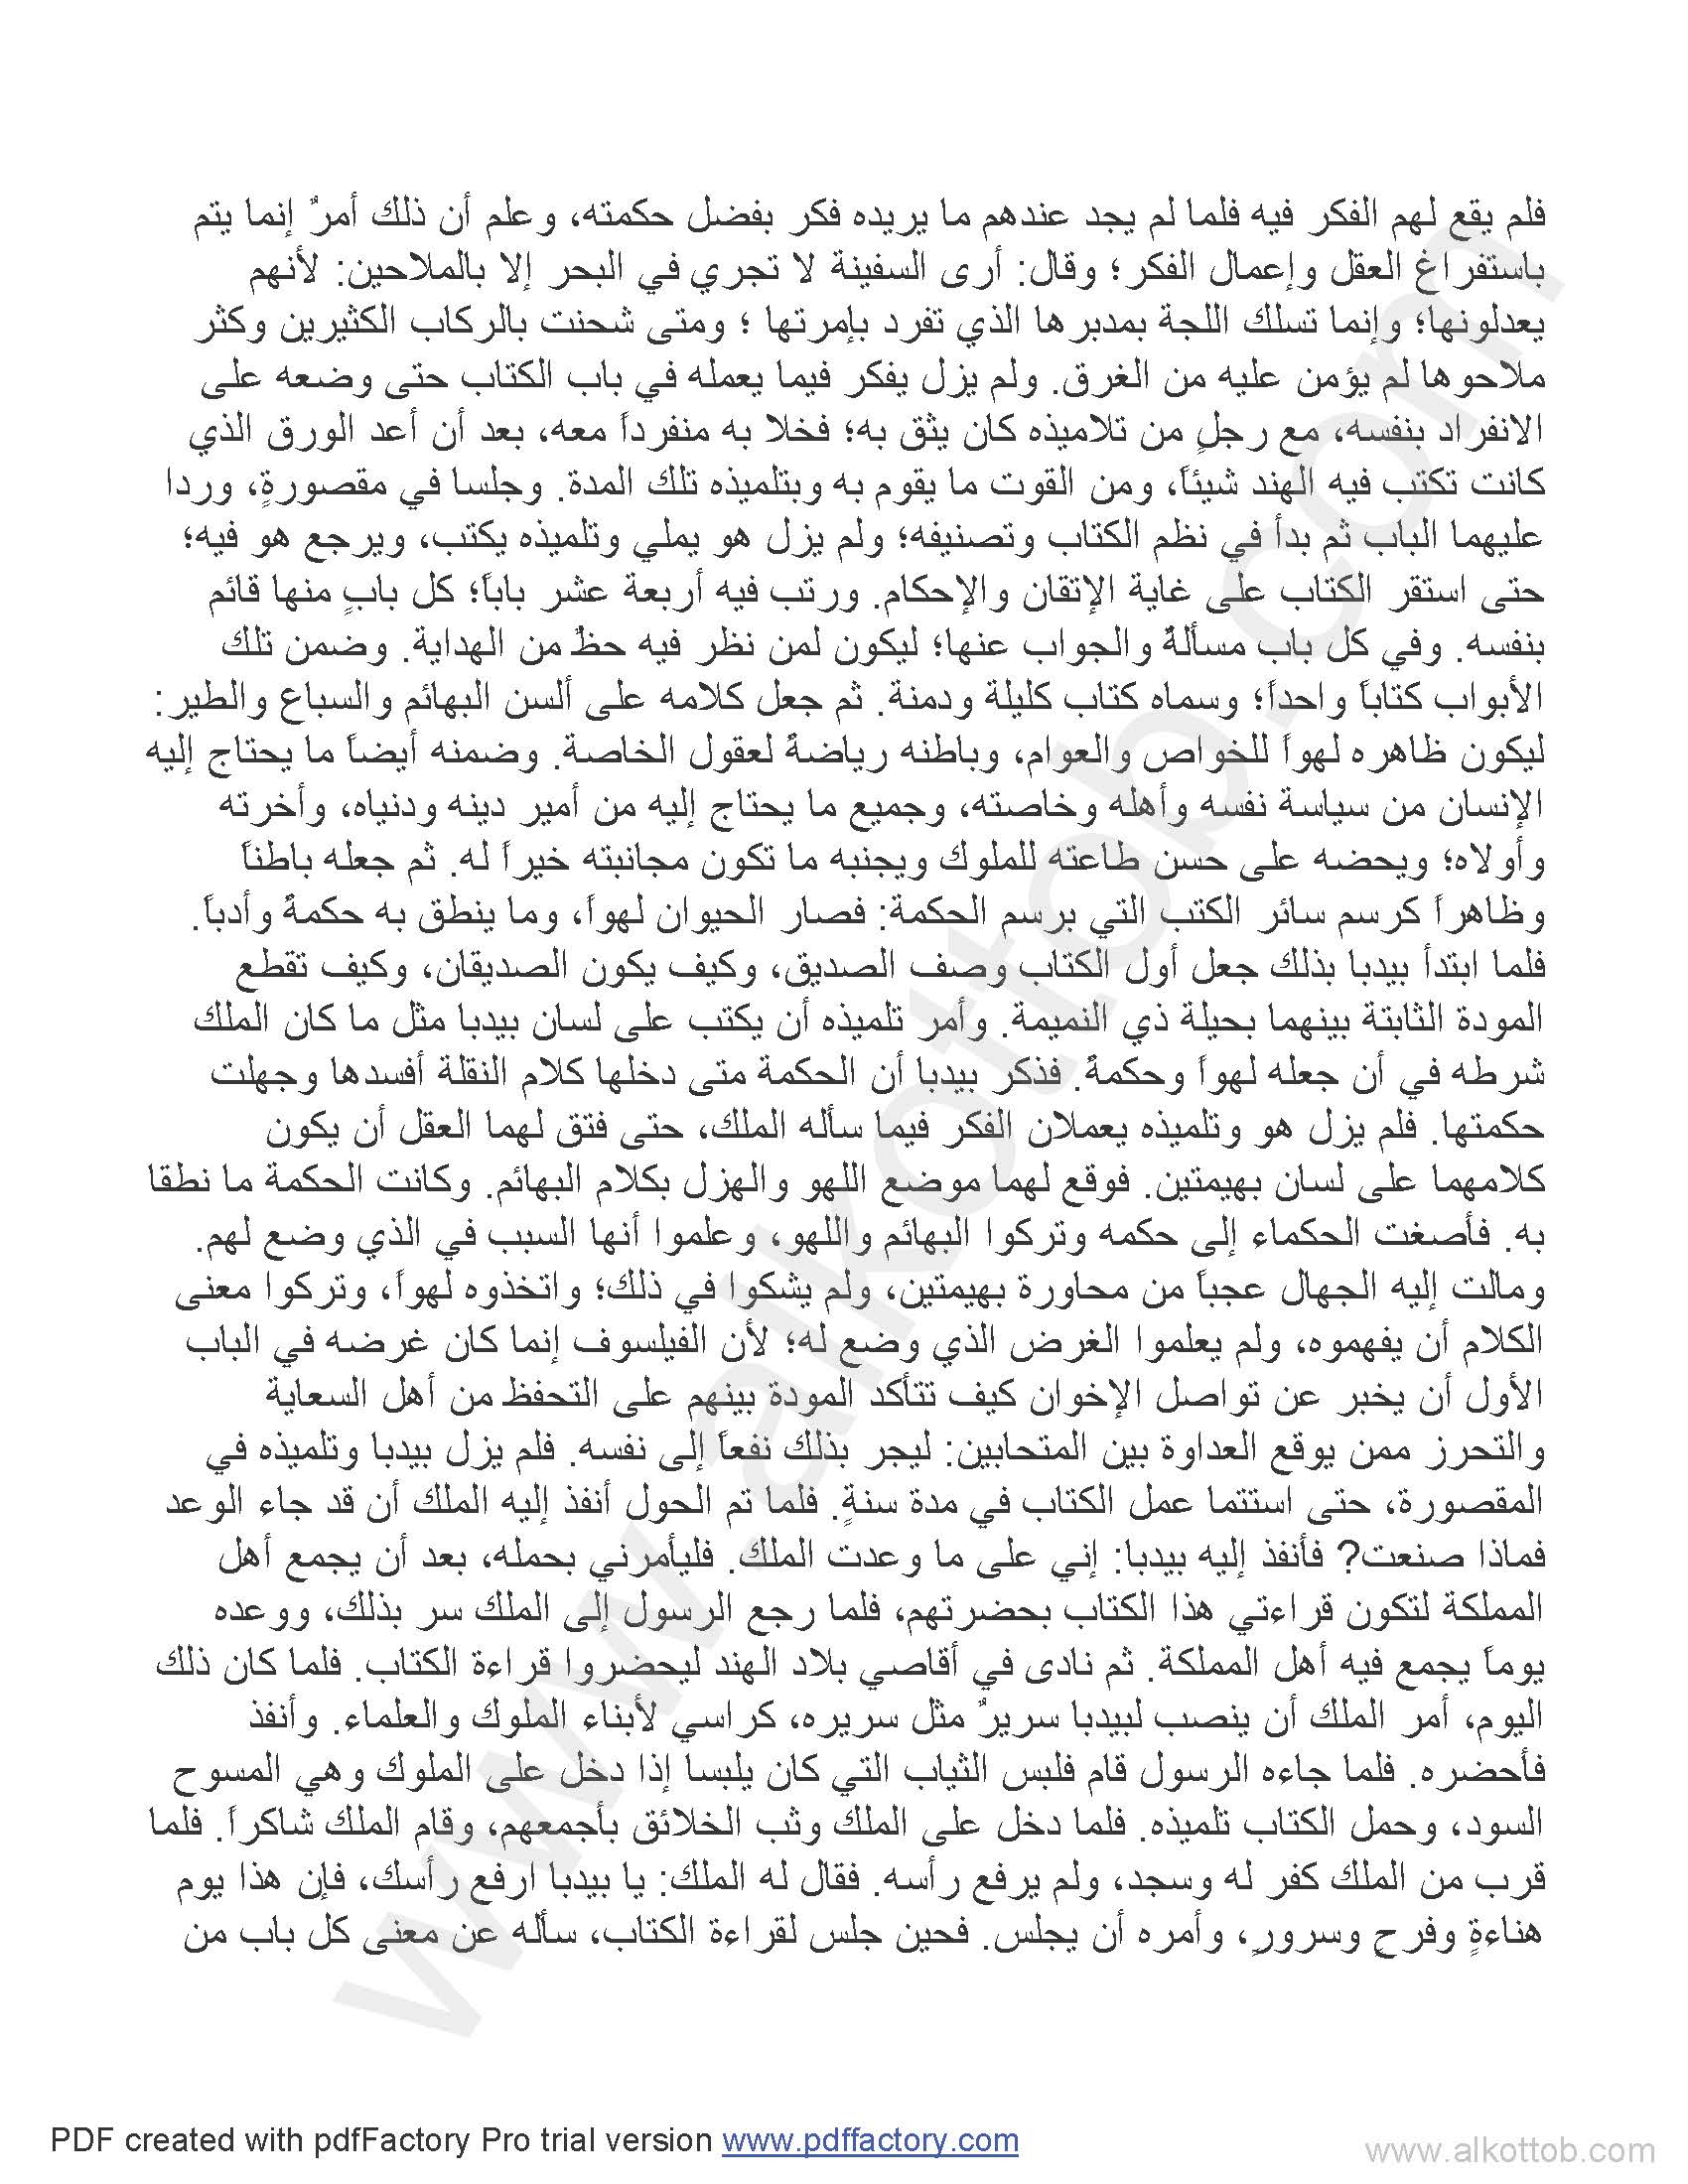 فلم يقع لهم الفكر فيه فلما لم يجد عندهم ما يريده فكر بفضل حكمته، وعلم أن ذلك أمرٌ إنما يتم
باستفراغ العقل وإعمال الفكر؛ وقال: أرى السفينة لا تجري في البحر إلا بالملاحين: لأنهم
يعدلونها؛ وإنما تسلك اللجة بمدبرها الذي تفرد بإمرتها ؛ ومتى شحنت بالركاب الكثيرين وكثر
ملاحوها لم يؤمن عليه من الغرق. ولم يزل يفكر فيما يعمله في باب الكتاب حتى وضعه على
الانفراد بنفسه، مع رجلٍ من تلاميذه كان يثق به؛ فخلا به منفرداً معه، بعد أن أعد الورق الذي
كانت تكتب فيه الهند شيئاً، ومن القوت ما يقوم به وبتلميذه تلك المدة. وجلسا في مقصورةٍ، وردا
عليهما الباب ثم بدأ في نظم الكتاب وتصنيفه؛ ولم يزل هو يملي وتلميذه يكتب، ويرجع هو فيه؛
حتى استقر الكتاب على غاية الإتقان والإحكام. ورتب فيه أربعة عشر باباً؛ كل بابٍ منها قائم
بنفسه. وفي كل باب مسألةٌ والجواب عنها؛ ليكون لمن نظر فيه حظٌ من الهداية. وضمن تلك
الأبواب كتاباً واحداً؛ وسماه كتاب كليلة ودمنة. ثم جعل كلامه على ألسن البهائم والسباع والطير:
ليكون ظاهره لهواً للخواص والعوام، وباطنه رياضةً لعقول الخاصة. وضمنه أيضاً ما يحتاج إليه
الإنسان من سياسة نفسه وأهله وخاصته، وجميع ما يحتاج إليه من أمير دينه ودنياه، وأخرته
وأولاه؛ ويحضه على حسن طاعته للملوك ويجنبه ما تكون مجانبته خيراً له. ثم جعله باطناً
وظاهراً كرسم سائر الكتب التي برسم الحكمة: فصار الحيوان لهواً، وما ينطق به حكمةً وأدباً.
فلما ابتدأ بيدبا بذلك جعل أول الكتاب وصف الصديق، وكيف يكون الصديقان، وكيف تقطع
المودة الثابتة بينهما بحيلة ذي النميمة. وأمر تلميذه أن يكتب على لسان بيدبا مثل ما كان الملك
شرطه في أن جعله لهواً وحكمةً. فذكر بيدبا أن الحكمة متى دخلها كلام النقلة أفسدها وجهلت
حكمتها. فلم يزل هو وتلميذه يعملان الفكر فيما سأله الملك، حتى فتق لهما العقل أن يكون
كلامهما على لسان بهيمتين. فوقع لهما موضع اللهو والهزل بكلام البهائم. وكانت الحكمة ما نطقا
به. فأصغت الحكماء إلى حكمه وتركوا البهائم واللهو، وعلموا أنها السبب في الذي وضع لهم.
ومالت إليه الجهال عجباً من محاورة بهيمتين، ولم يشكوا في ذلك؛ واتخذوه لهواً، وتركوا معنى
الكلام أن يفهموه، ولم يعلموا الغرض الذي وضع له؛ لأن الفيلسوف إنما كان غرضه في الباب
الأول أن يخبر عن تواصل الإخوان كيف تتأكد المودة بينهم على التحفظ من أهل السعاية
والتحرز ممن يوقع العداوة بين المتحابين: ليجر بذلك نفعاً إلى نفسه. فلم يزل بيدبا وتلميذه في
المقصورة، حتى استتما عمل الكتاب في مدة سنةٍ. فلما تم الحول أنفذ إليه الملك أن قد جاء الوعد
فماذا صنعت? فأنفذ إليه بيدبا: إني على ما وعدت الملك. فليأمرني بحمله، بعد أن يجمع أهل
المملكة لتكون قراءتي هذا الكتاب بحضرتهم، فلما رجع الرسول إلى الملك سر بذلك، ووعده
يوماً يجمع فيه أهل المملكة. ثم نادى في أقاصي بلاد الهند ليحضروا قراءة الكتاب. فلما كان ذلك
اليوم، أمر الملك أن ينصب لبيدبا سريرٌ مثل سريره، كراسي لأبناء الملوك والعلماء. وأنفذ
فأحضره. فلما جاءه الرسول قام فلبس الثياب التي كان يلبسا إذا دخل على الملوك وهي المسوح
السود، وحمل الكتاب تلميذه. فلما دخل على الملك وثب الخلائق بأجمعهم، وقام الملك شاكراً. فلما
قرب من الملك كفر له وسجد، ولم يرفع رأسه. فقال له الملك: يا بيدبا ارفع رأسك، فإن هذا يوم
هناءةٍ وفرحٍ وسرورٍ، وأمره أن يجلس. فحين جلس لقراءة الكتاب، سأله عن معنى كل باب من
www.alkottob.com
PDF created with pdfFactory Pro trial version www.pdffactory.com
www.alkottob.com